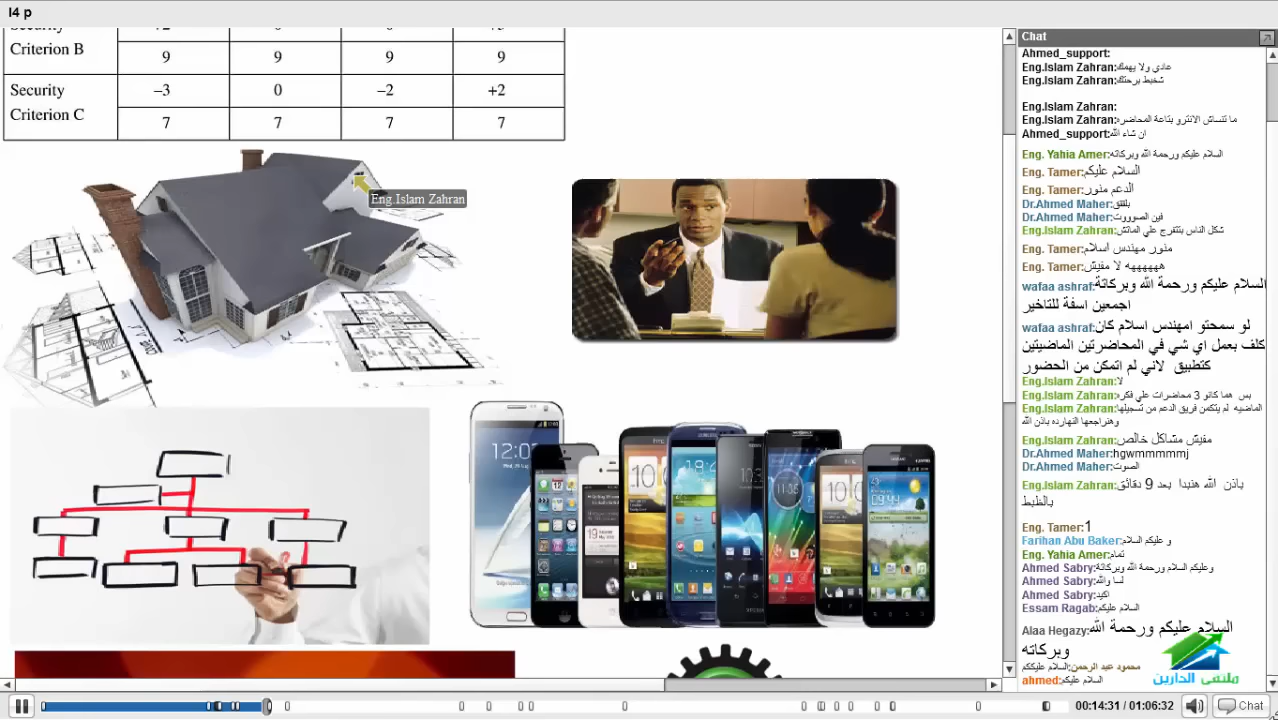 l4 p
Criterion B
9 9 9 9
Security –3 0 –2 +2
Criterion C
7 7 7 7
Eng.Islam Zahran
Chat
Ahmed_support:
Eng.Islam Zahran:عادي ولا يهمك
Eng.Islam Zahran:شخبط برحتك
Eng.Islam Zahran:
Eng.Islam Zahran:ما تنساش الانترو بتاعة المحاضره
Ahmed_support:ان شاء الله
Eng. Yahia Amer:السلام عليكم ورحمة الله وبركاته
Eng. Tamer:السلام عليكم
Eng. Tamer:الدعم منور
Dr.Ahmed Maher:
Dr.Ahmed Maher:فين الصوووت
Eng.Islam Zahran:شكل الناس بتتفرج علي الماتش
Eng. Tamer:منور مهندس اسلام
Eng. Tamer:هههههه لا مفيش
wafaa ashraf:السلام عليكم ورحمة الله وبركاتة
اجمعين اسفة للتاخير
wafaa ashraf:لو سمحتو امهندس اسلام كان
كلف بعمل اي شي في المحاضرتين الماضيتين
كتطبيق لاني لم اتمكن من الحضور
Eng.Islam Zahran:لا
Eng.Islam Zahran:بس هما كانو 3 محاضرات علي فكره
Eng.Islam Zahran:الماضيه لم يتمكن فريق الدعم من تسجيلها
وهنراجعها النهارده باذن الله
Eng.Islam Zahran:مفيش مشاكل خالص
Dr.Ahmed Maher:hgwmmmmmj
Dr.Ahmed Maher:الصوت
Eng.Islam Zahran:باذن الله هنبدا بعد 9 دقائق
باذن
Eng. Tamer:1
Farihan Abu Baker:و عليكم السلام
Eng. Yahia Amer:تمام
Ahmed Sabry:وعليكم السلام ورحمة الله وبركاته
Ahmed Sabry:لسا والله
Ahmed Sabry:اكيد
Essam Ragab:السلام عليكم
Alaa Hegazy:السلام عليكم ورحمة الله
وبركاته
محمود عبد الرحمن:السلام عليككم
ahmed:السلام عليكم
ملتقى الدارين
00:14:31 / 01:06:32
Chat